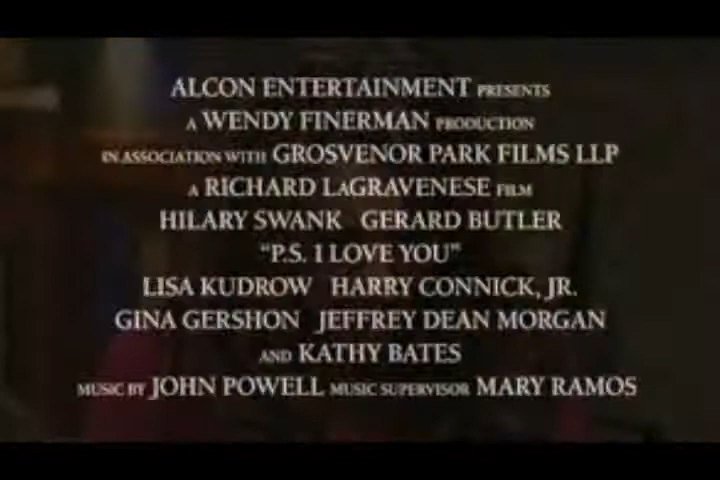 ALCON ENTERTAINMENT PRESENTS
A WENDY FINERMAN PRODUCTION
IN ASSOCIATION WITH GROSVENOR PARK FILMS LLP
A RICHARD LAGRAVENESE FILM
HILARY SWANK GERARD BUTLER
"P.S. I LOVE YOU"
LISA KUDROW HARRY CONNICK, JR.
GINA GERSHON JEFFREY DEAN MORGAN
AND KATHY BATES
MUSIC BY JOHN POWELL MUSIC SUPERVISOR MARY RAMOS